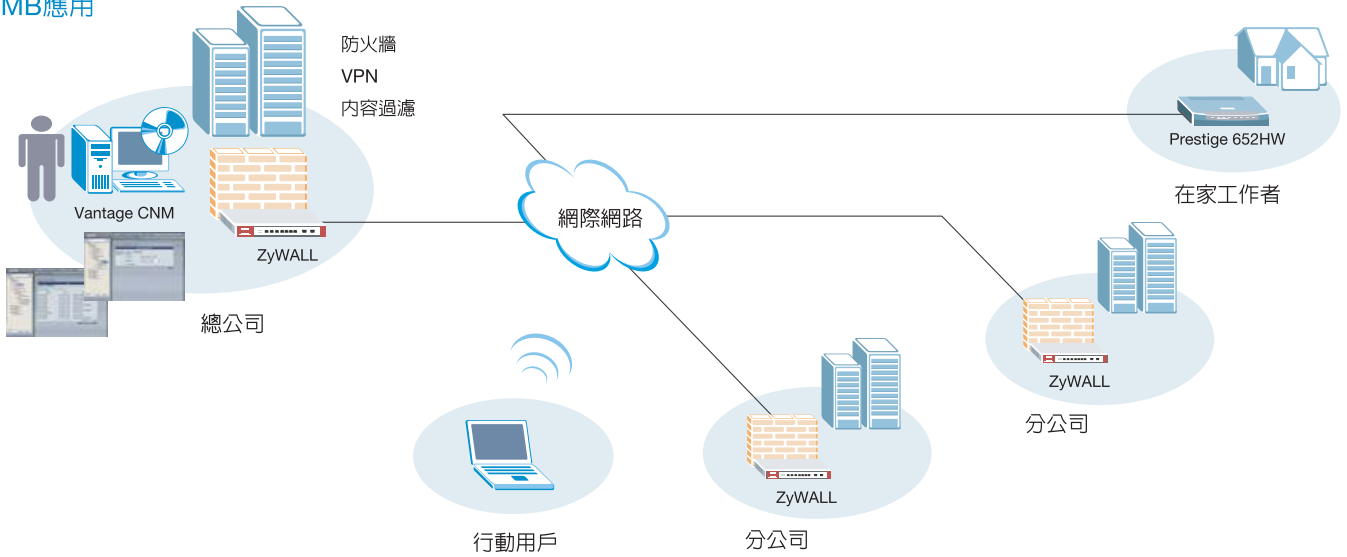 MB應用
防火牆
VPN
內容過濾
Prestige 652HW
在家工作者
Vantage CNM
ZyWALL
網際網路
總公司
ZyWALL
分公司
ZyWALL
行動用戶
分公司